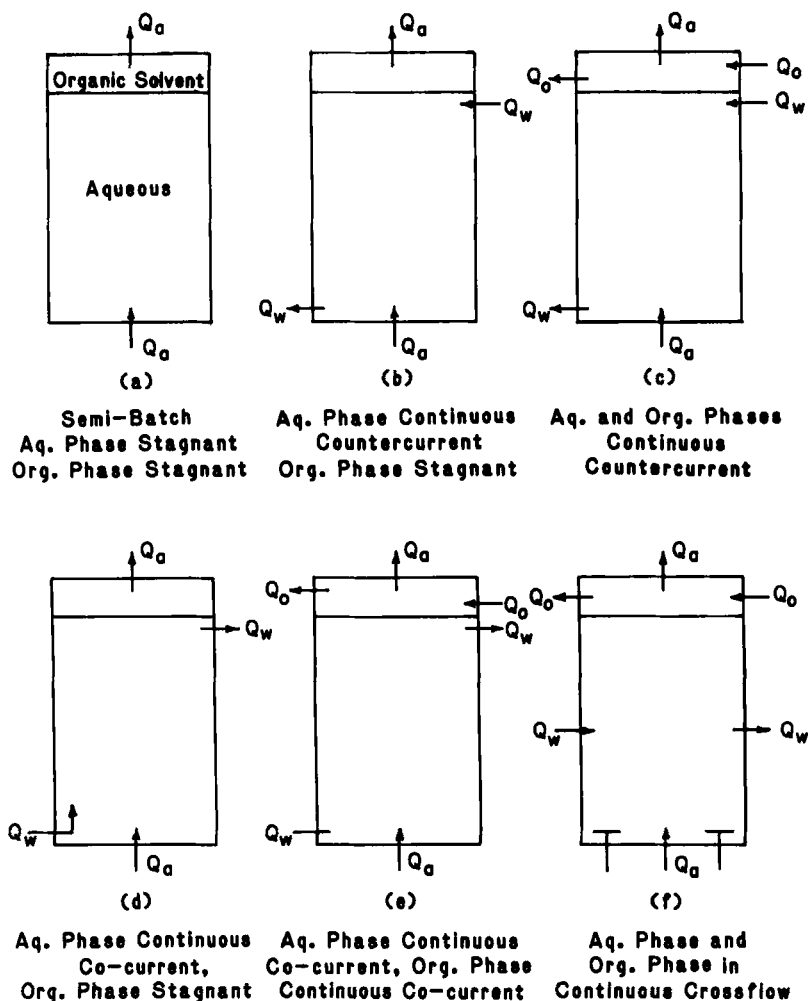 Qa
Organic Solvent
Aqueous
Qa
(a)
Semi-Batch
Aq. Phase Stagnant
Org. Phase Stagnant
Qa
Qw
Qw
Qa
(b)
Aq. Phase Continuous
Countercurrent
Org. Phase Stagnant
Qa
Qo
Qo
Qw
Qw
Qa
(c)
Aq. and Org. Phases
Continuous
Countercurrent
Qa
Qw
Qw
Qa
(d)
Aq. Phase Continuous
Co-current,
Org. Phase Stagnant
Qa
Qo
Qo
Qw
Qw
Qa
(e)
Aq. Phase Continuous
Co-current, Org. Phase
Continuous Co-current
Qa
Qo
Qo
Qw
Qw
Qa
(f)
Aq. Phase and
Org. Phase in
Continuous Crossflow